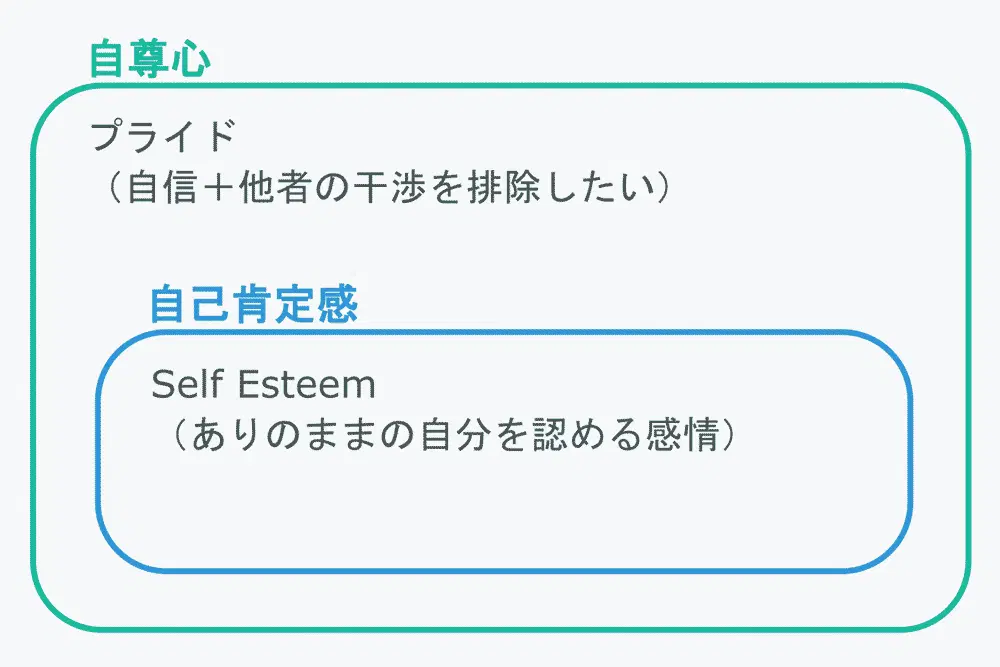 自尊心
プライド
（自信＋他者の干渉を排除したい）
自己肯定感
Self Esteem
（ありのままの自分を認める感情）